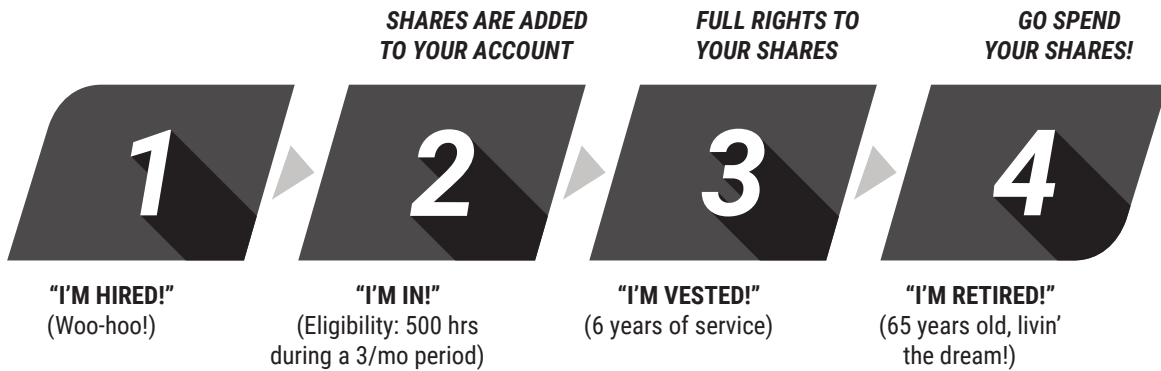 SHARES ARE ADDED
TO YOUR ACCOUNT
FULL RIGHTS TO
YOUR SHARES
GO SPEND
YOUR SHARES!
1
2
3
4
“I’M HIRED!”
(Woo-hoo!)
“I’M IN!”
(Eligibility: 500 hrs
during a 3/mo period)
“I’M VESTED!”
(6 years of service)
“I’M RETIRED!”
(65 years old, livin’
the dream!)